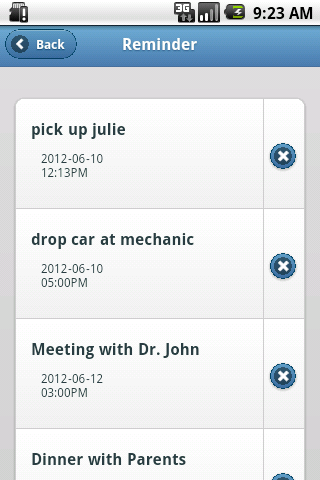 3G
9:23 AM
Back
Reminder
pick up julie
2012-06-10
12:13PM
drop car at mechanic
2012-06-10
05:00PM
Meeting with Dr. John
2012-06-12
03:00PM
Dinner with Parents